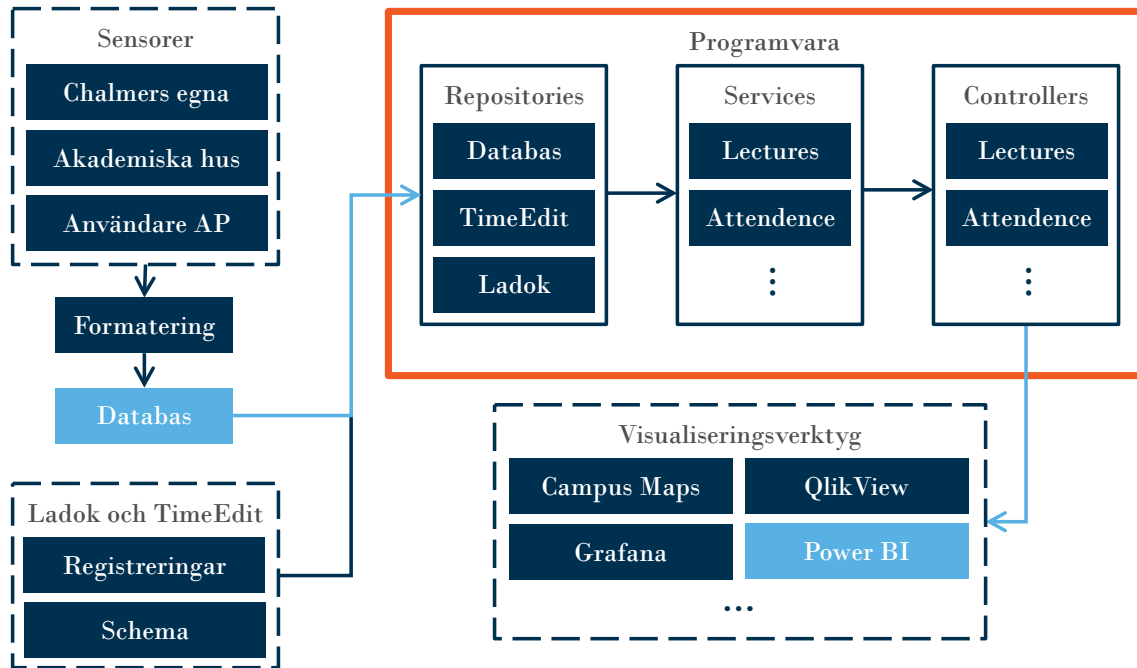 Sensorer
Chalmers egna
Akademiska hus
Användare AP
Formatering
Databas
Ladok och TimeEdit
Registreringar
Schema
Programvara
Repositories
Databas
TimeEdit
Ladok
Services
Lectures
Attendence
⋮
Controllers
Lectures
Attendence
⋮
Visualiseringsverktyg
Campus Maps
QlikView
Grafana
Power BI
...